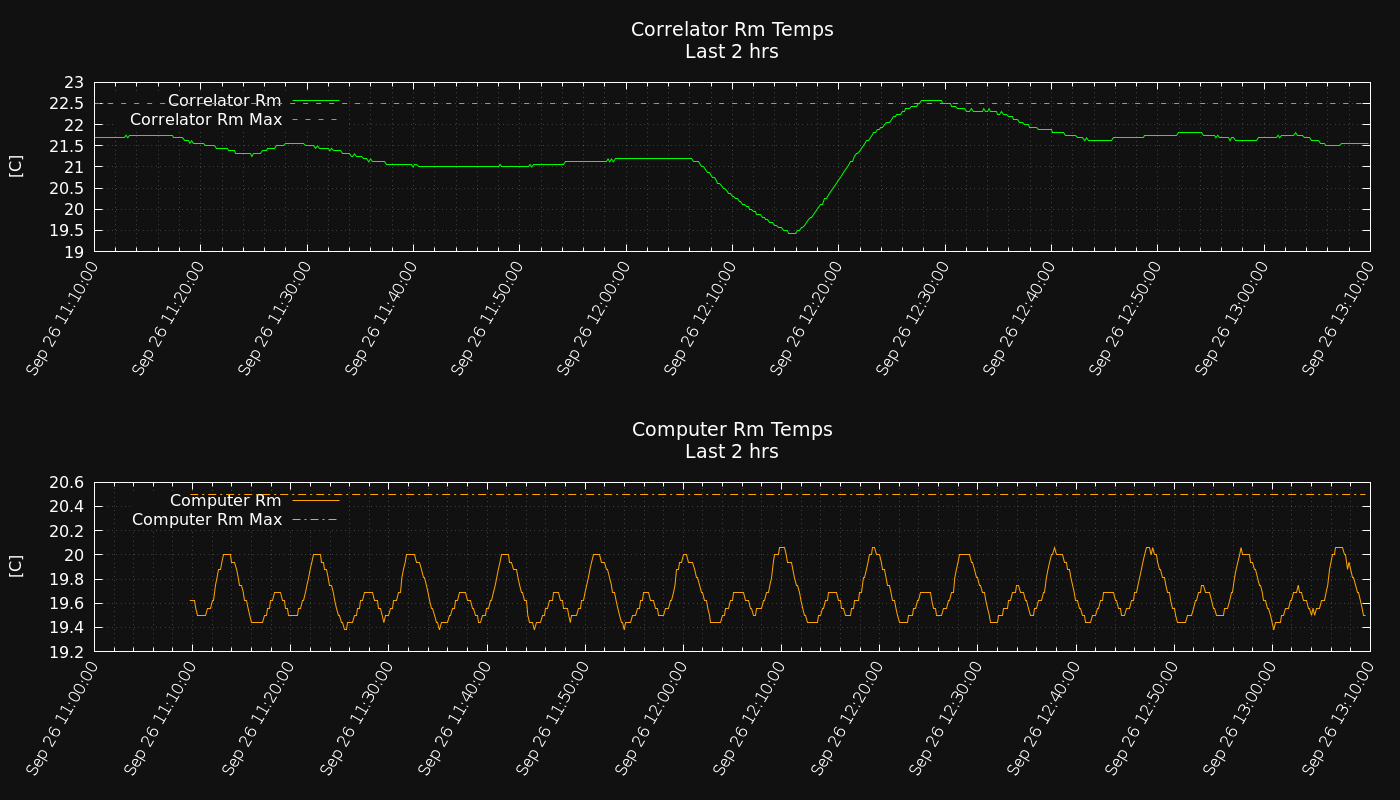 Correlator Rm Temps
Last 2 hrs
23
22.5
22
21.5
21
20.5
20
19.5
19
[C]
Correlator Rm
Correlator Rm Max
Sep 26 11:10:00
Sep 26 11:20:00
Sep 26 11:30:00
Sep 26 11:40:00
Sep 26 11:50:00
Sep 26 12:00:00
Sep 26 12:10:00
Sep 26 12:20:00
Sep 26 12:30:00
Sep 26 12:40:00
Sep 26 12:50:00
Sep 26 13:00:00
Sep 26 13:10:00
Computer Rm Temps
Last 2 hrs
20.6
20.4
20.2
20
19.8
19.6
19.4
19.2
[C]
Computer Rm
Computer Rm Max
Sep 26 11:00:00
Sep 26 11:10:00
Sep 26 11:20:00
Sep 26 11:30:00
Sep 26 11:40:00
Sep 26 11:50:00
Sep 26 12:00:00
Sep 26 12:10:00
Sep 26 12:20:00
Sep 26 12:30:00
Sep 26 12:40:00
Sep 26 12:50:00
Sep 26 13:00:00
Sep 26 13:10:00